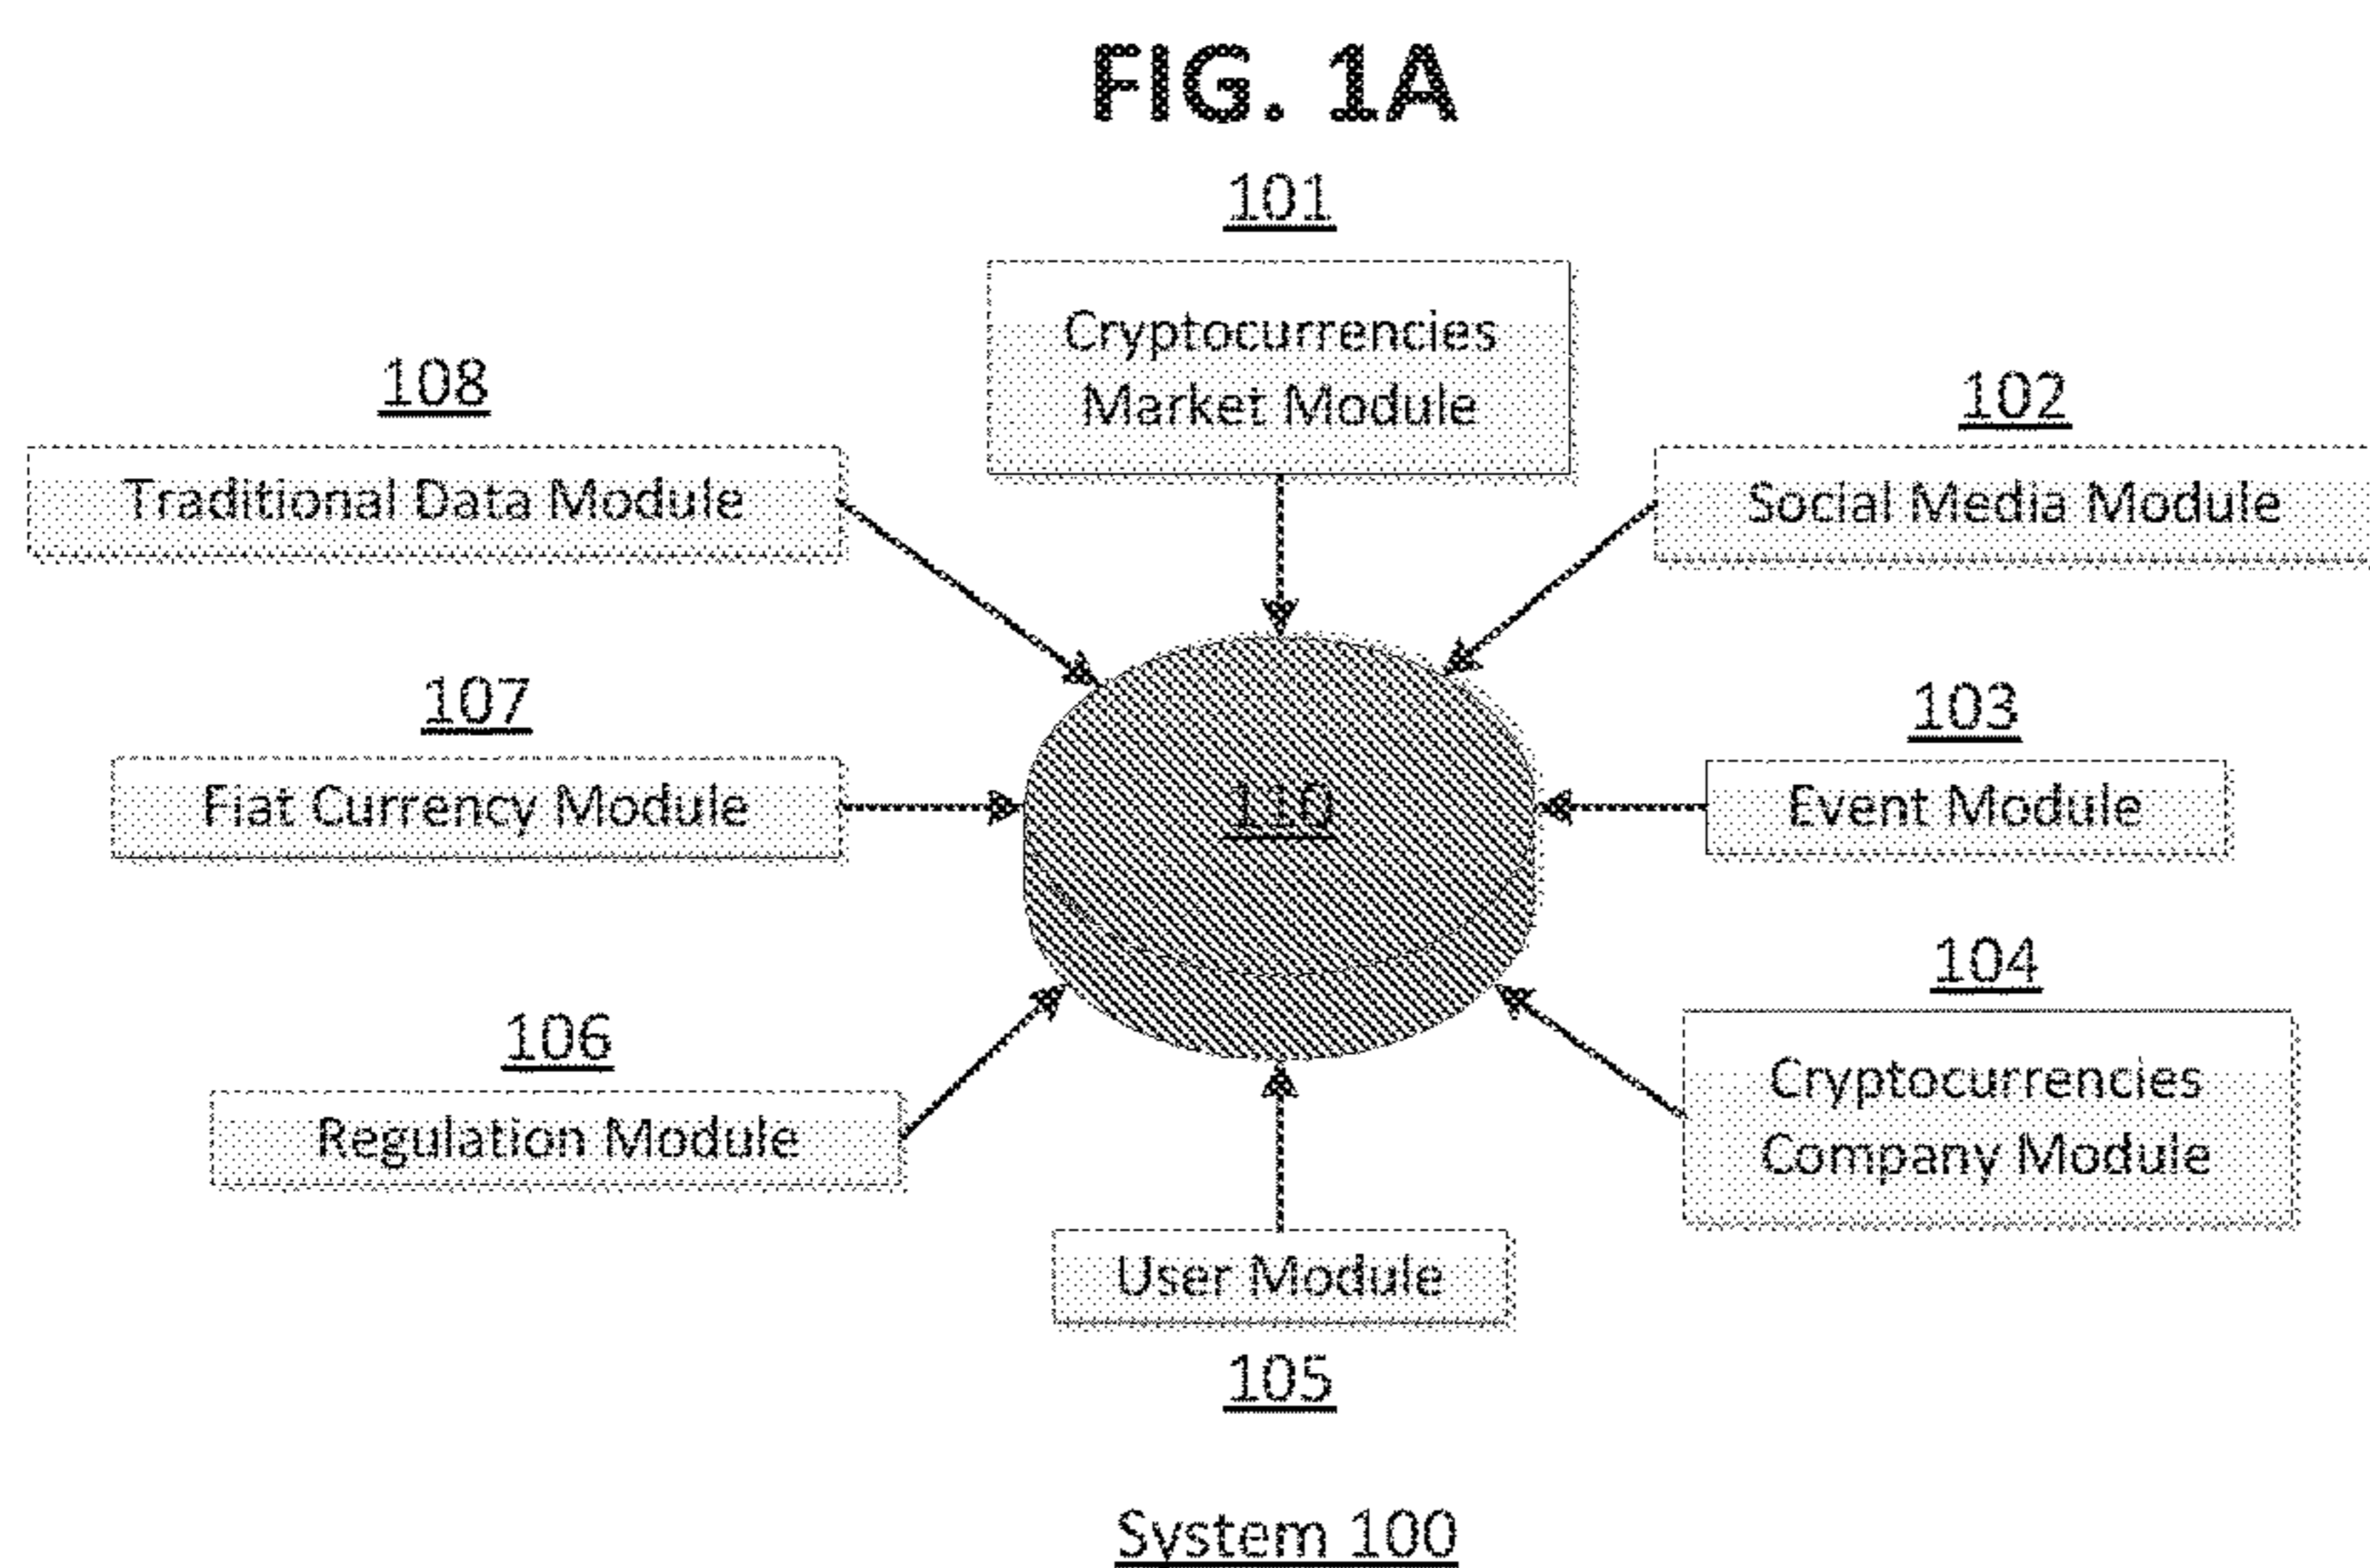 FIG. 1A
101
Cryptocurrencies
Market Module
108
Traditional Data Module
102
Social Media Module
107
Fiat Currency Module
110
103
Event Module
106
Regulation Module
104
Cryptocurrencies
Company Module
User Module
105
System 100